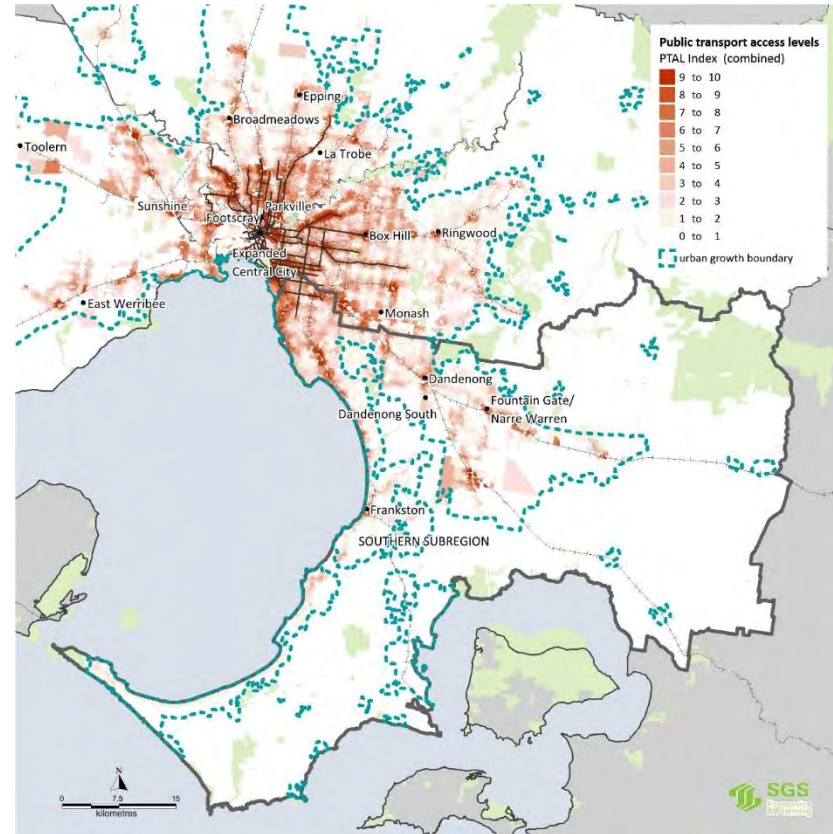 Public transport access levels
PTAL Index (combined)
9 to 10
8 to 9
7 to 8
6 to 7
5 to 6
4 to 5
3 to 4
2 to 3
1 to 2
0 to 1
urban growth boundary
Epping
Broadmeadows
Toolern
La Trobe
Sunshine
Parkville
Footscray
Box Hill
Ringwood
Expanded
Central City
East Werribee
Monash
Dandenong
Fountain Gate/
Narre Warren
Dandenong South
Frankston
SOUTHERN SUBREGION
N
0 7.5 15
kilometres
SGS
Economics
& Planning